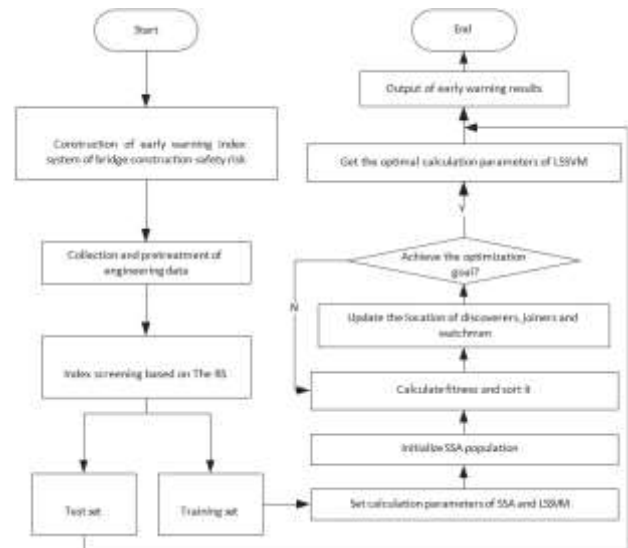 Start
Construction of early warning index
system of bridge construction safety risk
Collection and pretreatment of
engineering data
Index screening based on The RS
Test set
Training set
End
Output of early warning results
Get the optimal calculation parameters of LSSVM
Y
Achieve the optimization
goal?
N
Update the location of discoverers, joiners and
watchman
Calculate fitness and sort it
Initialize SSA population
Set calculation parameters of SSA and LSSVM